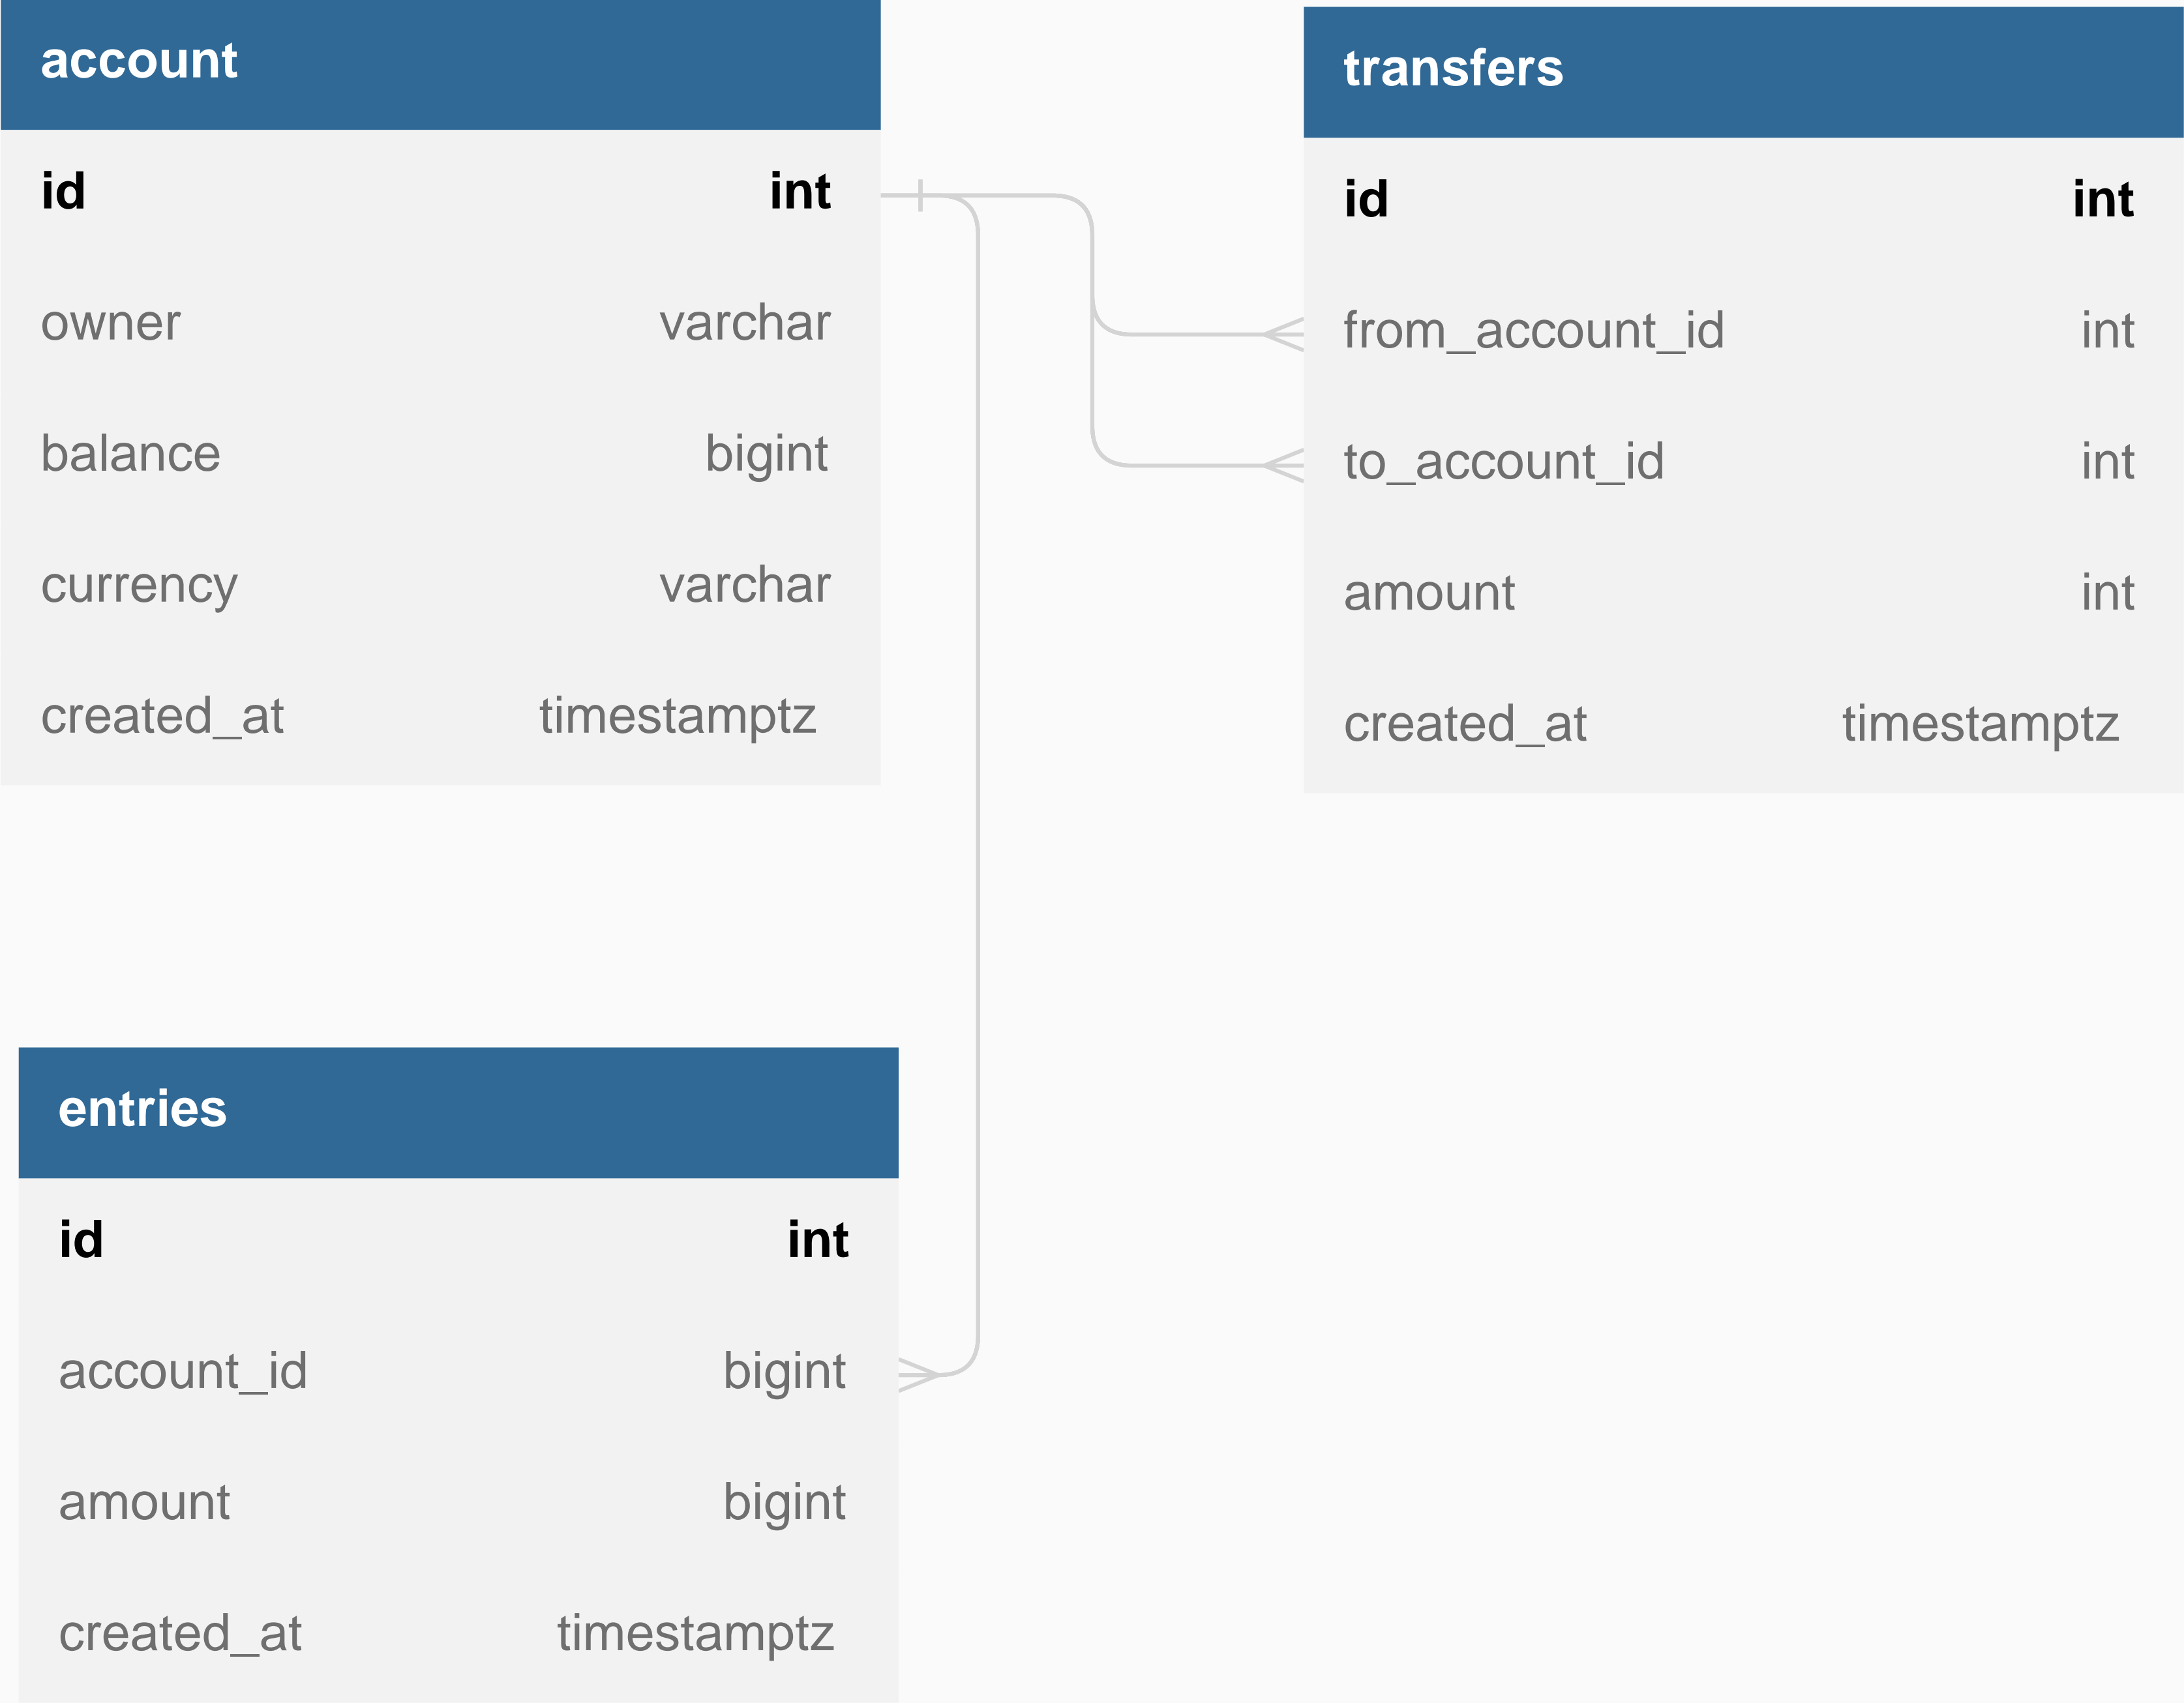 account
id int
owner varchar
balance bigint
currency varchar
created_at timestamptz
transfers
id int
from_account_id int
to_account_id int
amount int
created_at timestamptz
entries
id int
account_id bigint
amount bigint
created_at timestamptz